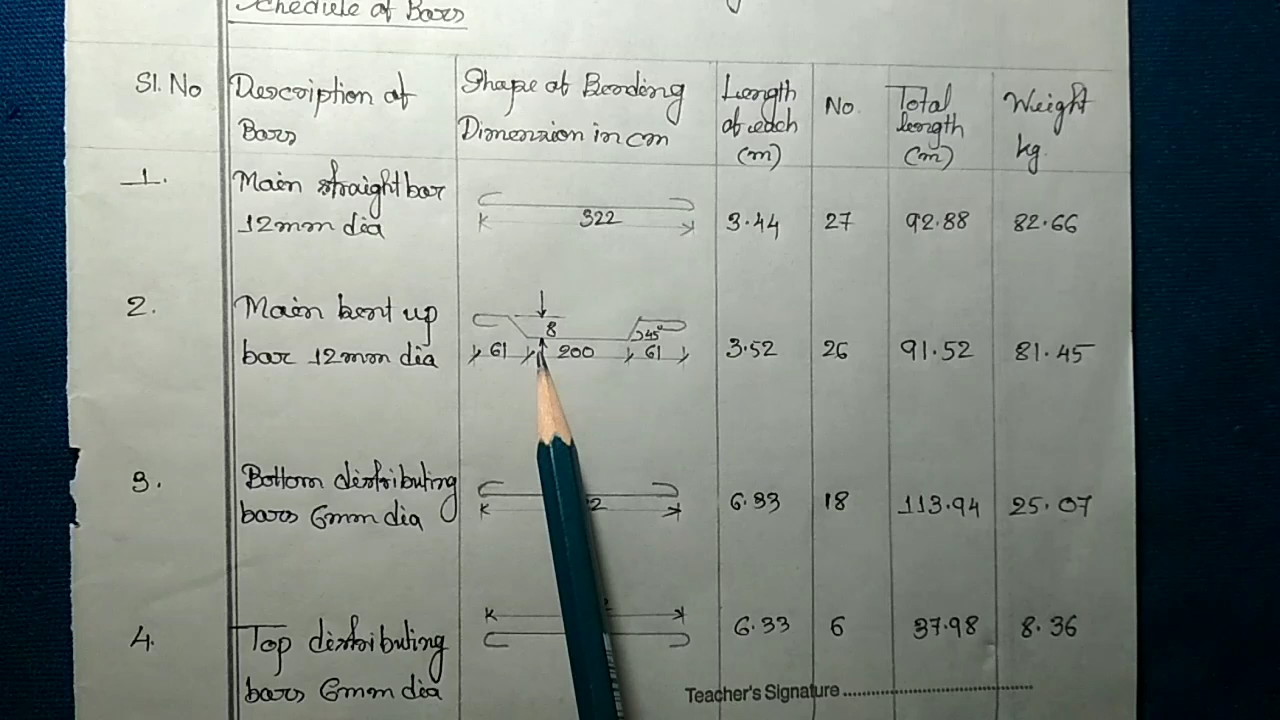 Schedule of Bars
Sl. No Description of Bars Shape of Bending Dimension in cm Length of each (m) No. Total length (m) Weight kg
1. Main straight bar 12mm dia 322 3.44 27 92.88 82.66
2. Main bent up bar 12mm dia 61 8 200 45° 61 3.52 26 91.52 81.45
3. Bottom distributing bars 6mm dia 2 6.33 18 113.94 25.07
4. Top distributing bars 6mm dia 6.33 6 37.98 8.36
Teacher's Signature